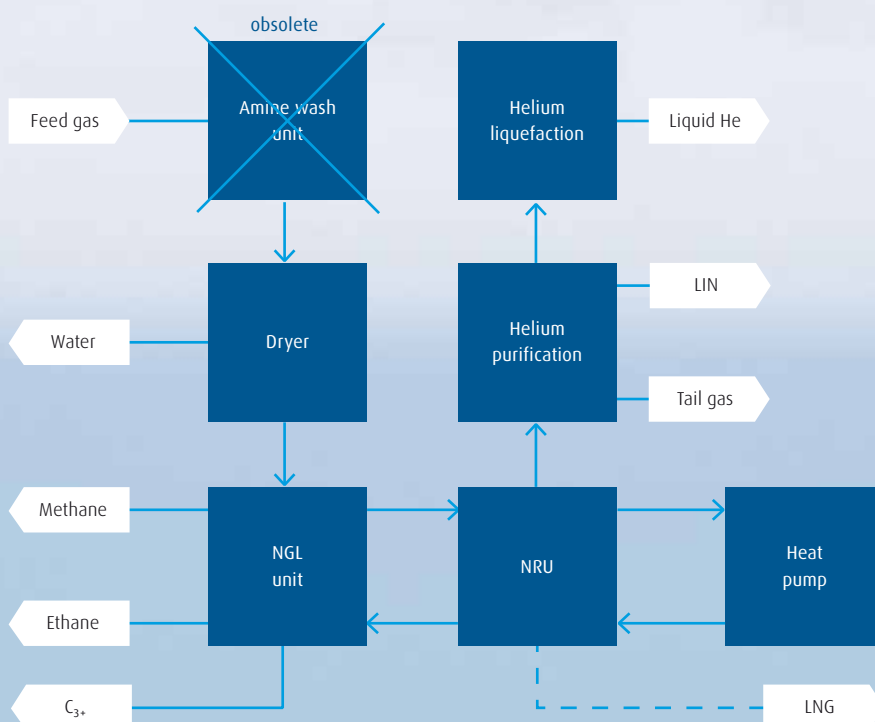 obsolete
Feed gas
Amine wash
unit
Helium
liquefaction
Liquid He
Water
Dryer
Helium
purification
LIN
Tail gas
Methane
Ethane
C₃₊
NGL
unit
NRU
Heat
pump
LNG